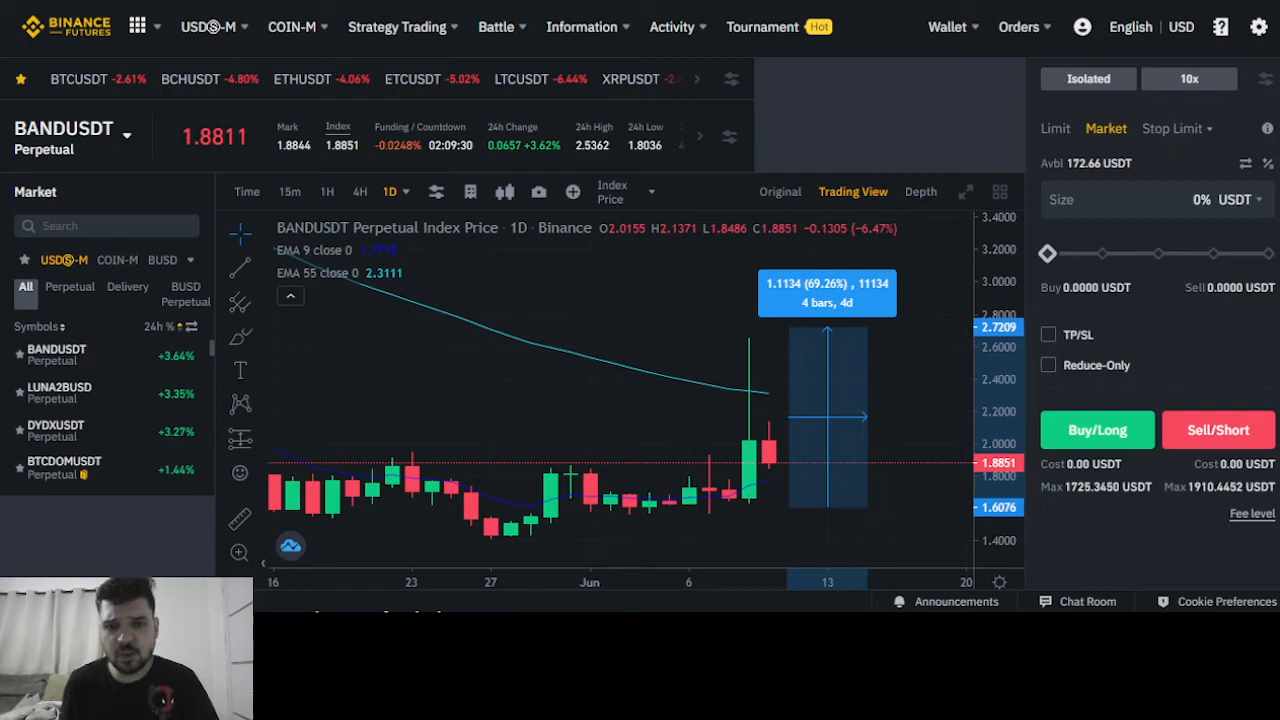 BINANCE FUTURES
USDⓈ-M COIN-M Strategy Trading Battle Information Activity Tournament Hot
Wallet Orders English | USD
BTCUSDT -2.61% BCHUSDT -4.80% ETHUSDT -4.06% ETCUSDT -5.02% LTCUSDT -6.44% XRPUSDT
Isolated 10x
BANDUSDT
Perpetual
1.8811
Mark Index Funding / Countdown 24h Change 24h High 24h Low
1.8844 1.8851 -0.0248% 02:09:30 0.0657 +3.62% 2.5362 1.8036
Limit Market Stop Limit
Avbl 172.66 USDT
Size 0% USDT
Buy 0.0000 USDT Sell 0.0000 USDT
TP/SL
Reduce-Only
Buy/Long Sell/Short
Cost 0.00 USDT Cost 0.00 USDT
Max 1725.3450 USDT Max 1910.4452 USDT
Fee level
Market
Search
USDⓈ-M COIN-M BUSD
All Perpetual Delivery BUSD Perpetual
Symbols 24h %
BANDUSDT +3.64%
Perpetual
LUNA2BUSD +3.35%
Perpetual
DYDXUSDT +3.27%
Perpetual
BTCDOMUSDT +1.44%
Perpetual
Time 15m 1H 4H 1D
Index Price
Original Trading View Depth
BANDUSDT Perpetual Index Price · 1D · Binance O2.0155 H2.1371 L1.8486 C1.8851 -0.1305 (-6.47%)
EMA 9 close 0
EMA 55 close 0 2.3111
1.1134 (69.26%) , 11134
4 bars, 4d
3.4000
3.2000
3.0000
2.8000
2.7209
2.6000
2.4000
2.2000
2.0000
1.8851
1.6076
1.4000
16 23 27 Jun 6 13 20
Announcements Chat Room Cookie Preferences